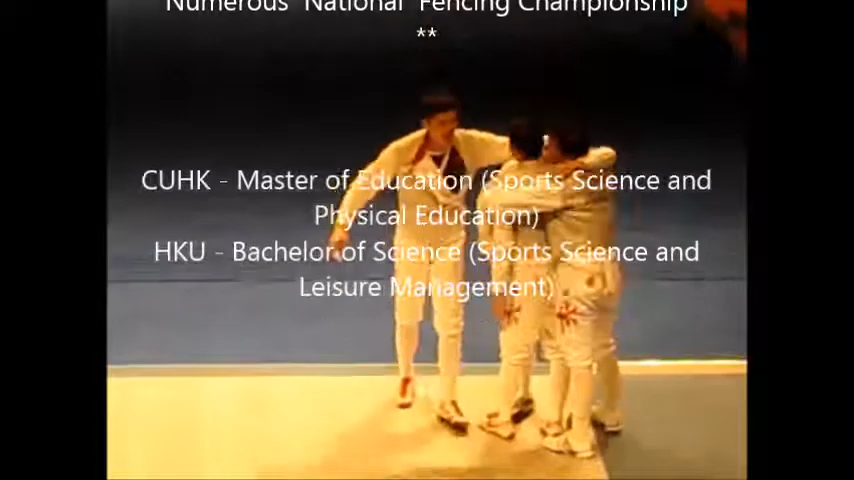 Numerous National Fencing Championship
**
CUHK - Master of Education (Sports Science and
Physical Education)
HKU - Bachelor of Science (Sports Science and
Leisure Management)